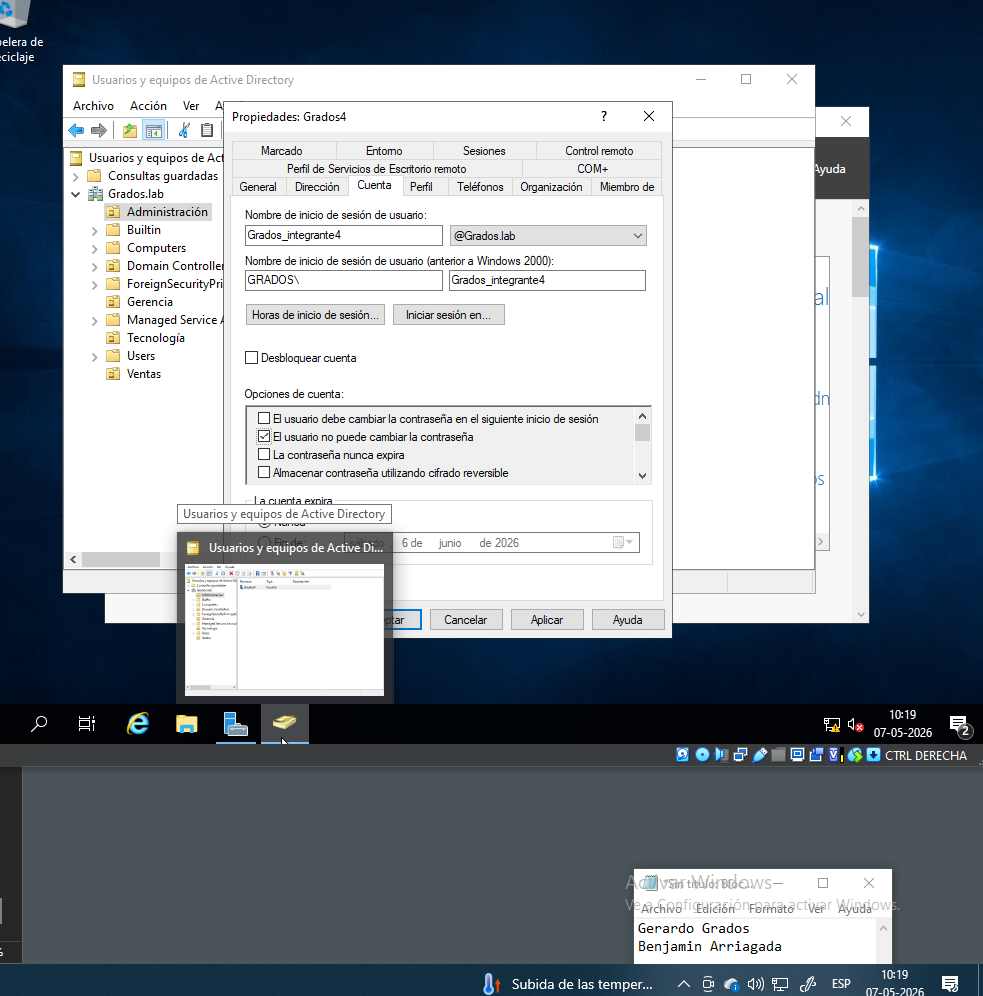 pelera de
eciclaje
Usuarios y equipos de Active Directory
Archivo Acción Ver
Propiedades: Grados4
?
Marcado Entorno Sesiones Control remoto
Perfil de Servicios de Escritorio remoto COM+
General Dirección Cuenta Perfil Teléfonos Organización Miembro de
Nombre de inicio de sesión de usuario:
Grados_integrante4 @Grados.lab
Nombre de inicio de sesión de usuario (anterior a Windows 2000):
GRADOS\ Grados_integrante4
Horas de inicio de sesión... Iniciar sesión en...
Desbloquear cuenta
Opciones de cuenta:
El usuario debe cambiar la contraseña en el siguiente inicio de sesión
El usuario no puede cambiar la contraseña
La contraseña nunca expira
Almacenar contraseña utilizando cifrado reversible
La cuenta expira
Nunca
Fin de: sábado , 6 de junio de 2026
Cancelar Aplicar Ayuda
Usuarios y equipos de Act
Consultas guardadas
Grados.lab
Administración
Builtin
Computers
Domain Controller
ForeignSecurityPri
Gerencia
Managed Service A
Tecnología
Users
Ventas
Ayuda
Usuarios y equipos de Active Directory
Usuarios y equipos de Active Di...
10:19
07-05-2026
2
CTRL DERECHA
Activar Windows
Ve a Configuración para activar Windows.
*Sin título: Bloc...
Archivo Edición Formato Ver Ayuda
Gerardo Grados
Benjamin Arriagada
Subida de las temper...
ESP
10:19
07-05-2026